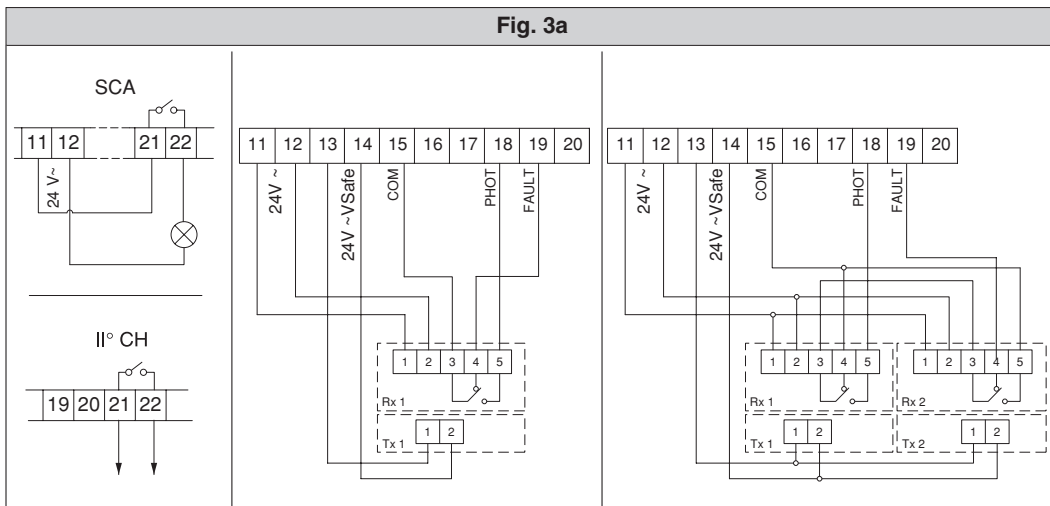 Fig. 3a
SCA
11 12 21 22
24 V~
II° CH
19 20 21 22
11 12 13 14 15 16 17 18 19 20
24V ~
24V ~VSafe
COM
PHOT
FAULT
1 2 3 4 5
Rx 1
1 2
Tx 1
11 12 13 14 15 16 17 18 19 20
24V ~
24V ~VSafe
COM
PHOT
FAULT
1 2 3 4 5
Rx 1
1 2 3 4 5
Rx 2
1 2
Tx 1
1 2
Tx 2